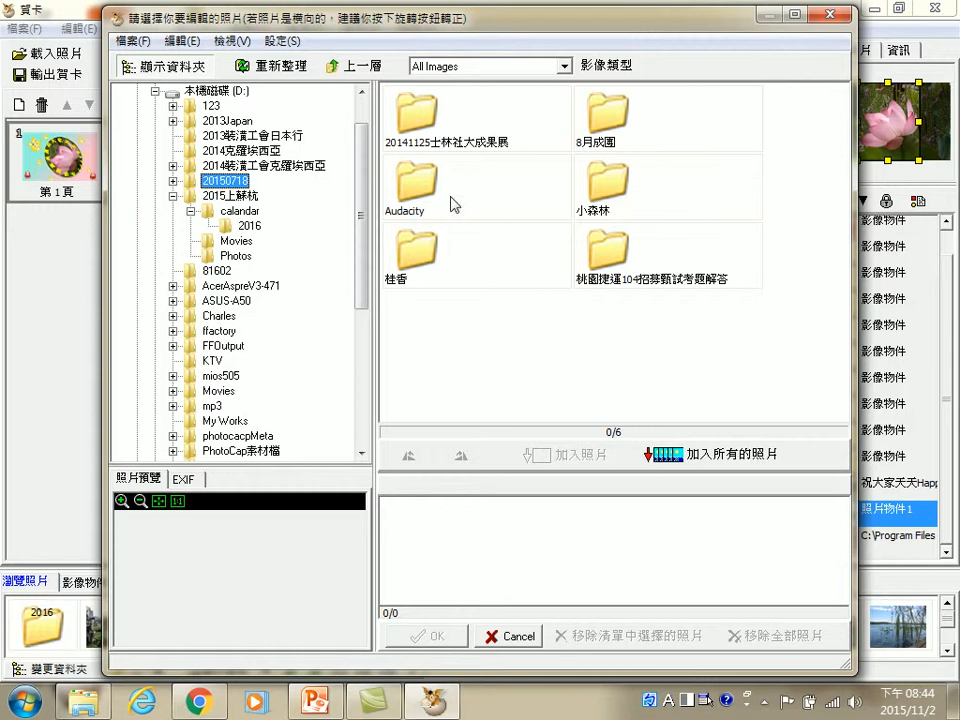 賀卡
請選擇你要編輯的照片(若照片是橫向的，建議你按下旋轉按鈕轉正)
檔案(F) 編輯(E)
檔案(F) 編輯(E) 檢視(V) 設定(S)
載入照片
輸出賀卡
顯示資料夾 重新整理 上一層 All Images 影像類型
片 資訊
本機磁碟 (D:)
123
2013Japan
2013裝潢工會日本行
2014克羅埃西亞
2014裝潢工會克羅埃西亞
20150718
2015上蘇杭
calandar
2016
Movies
Photos
81602
AcerAspreV3-471
ASUS-A50
Charles
ffactory
FFOutput
KTV
mios505
Movies
mp3
My Works
photocacpMeta
PhotoCap素材檔
20141125士林社大成果展
8月成團
Audacity
小森林
桂香
桃園捷運104招募甄試考題解答
1
第 1 頁
0/6
加入照片 加入所有的照片
照片預覽 EXIF
1:1
0/0
OK Cancel 移除清單中選擇的照片 移除全部照片
影像物件
影像物件
影像物件
影像物件
影像物件
影像物件
影像物件
影像物件
影像物件
影像物件
祝大家天天Happ
照片物件1
C:\Program Files
瀏覽照片 影像物件
2016
變更資料夾
A
下午 08:44
2015/11/2